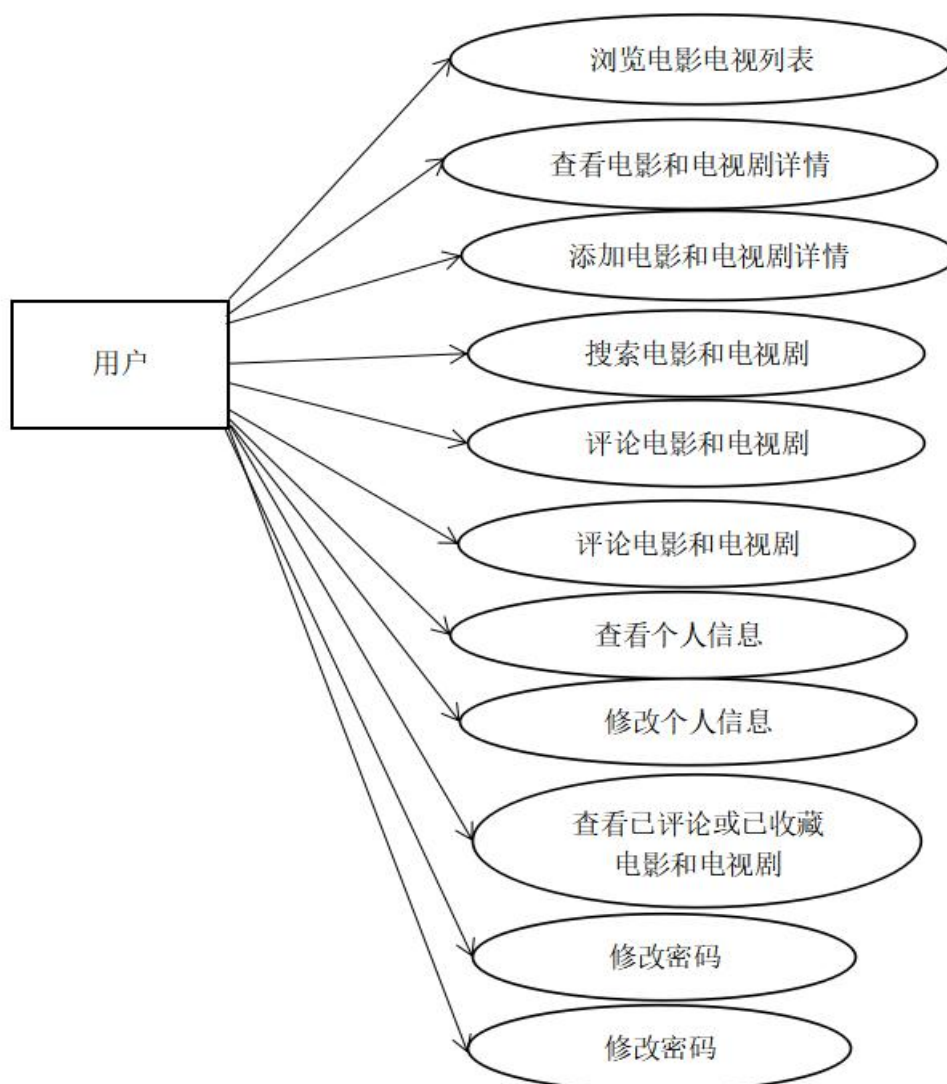 浏览电影电视列表
查看电影和电视剧详情
添加电影和电视剧详情
用户
搜索电影和电视剧
评论电影和电视剧
评论电影和电视剧
查看个人信息
修改个人信息
查看已评论或已收藏
电影和电视剧
修改密码
修改密码